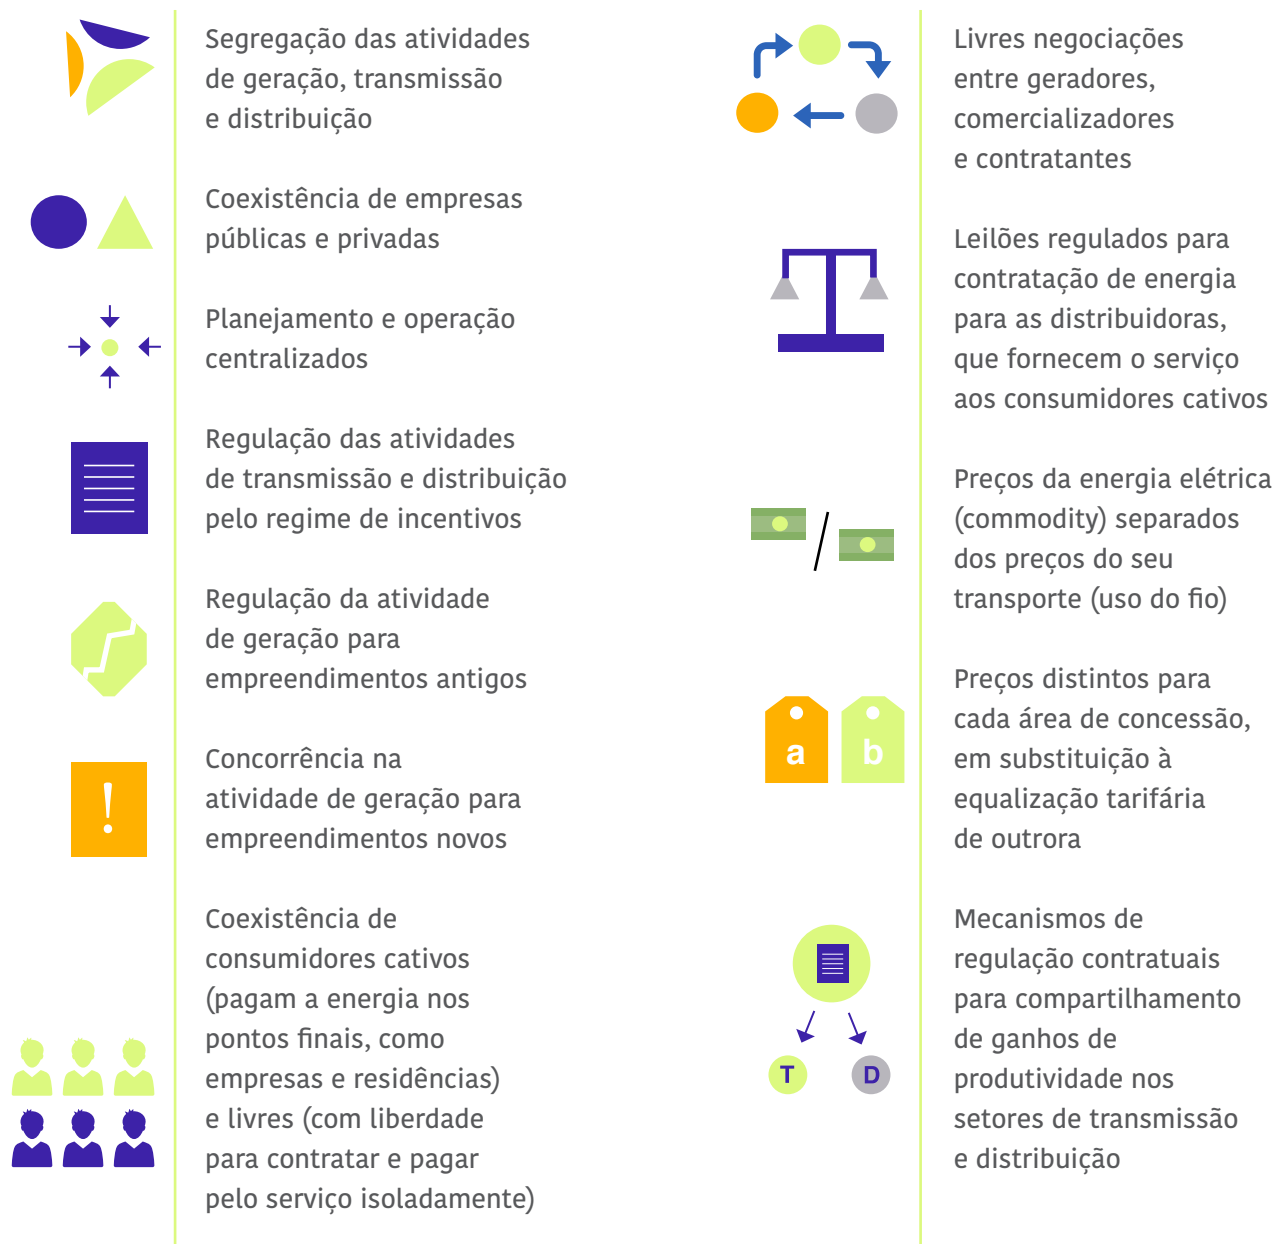 Segregação das atividades
de geração, transmissão
e distribuição
Coexistência de empresas
públicas e privadas
Planejamento e operação
centralizados
Regulação das atividades
de transmissão e distribuição
pelo regime de incentivos
Regulação da atividade
de geração para
empreendimentos antigos
!
Concorrência na
atividade de geração para
empreendimentos novos
Coexistência de
consumidores cativos
(pagam a energia nos
pontos finais, como
empresas e residências)
e livres (com liberdade
para contratar e pagar
pelo serviço isoladamente)
Livres negociações
entre geradores,
comercializadores
e contratantes
Leilões regulados para
contratação de energia
para as distribuidoras,
que fornecem o serviço
aos consumidores cativos
Preços da energia elétrica
(commodity) separados
dos preços do seu
transporte (uso do fio)
a b
Preços distintos para
cada área de concessão,
em substituição à
equalização tarifária
de outrora
T D
Mecanismos de
regulação contratuais
para compartilhamento
de ganhos de
produtividade nos
setores de transmissão
e distribuição